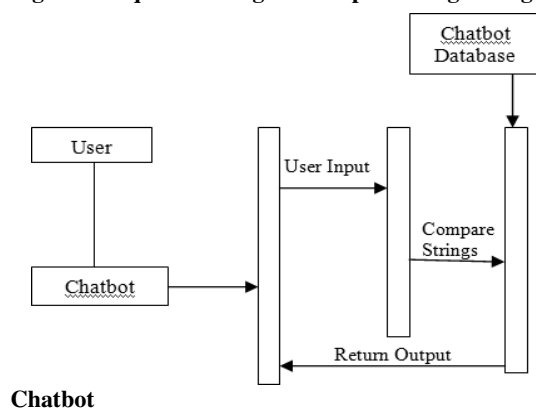 Chatbot
Database
User
User Input
Compare
Strings
Chatbot
Return Output
Chatbot